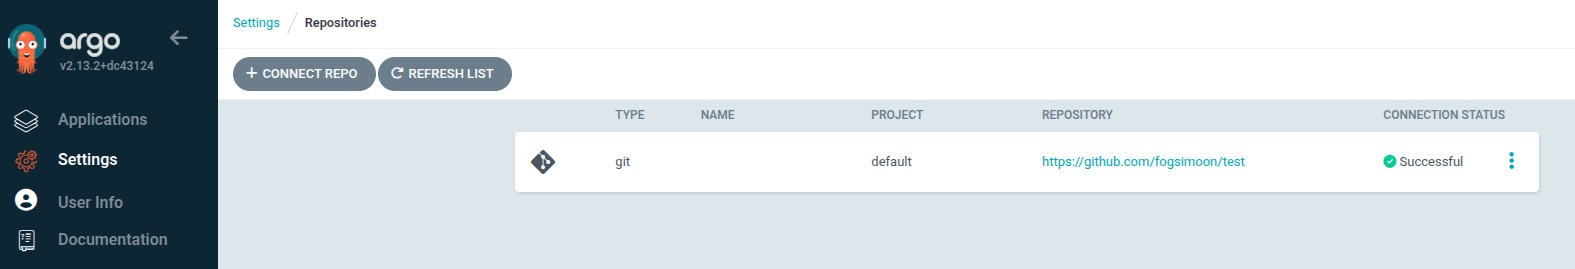 argo
v2.13.2+dc43124
Applications
Settings
User Info
Documentation
Settings / Repositories
+ CONNECT REPO REFRESH LIST
TYPE NAME PROJECT REPOSITORY CONNECTION STATUS
git default https://github.com/fogsimoon/test Successful